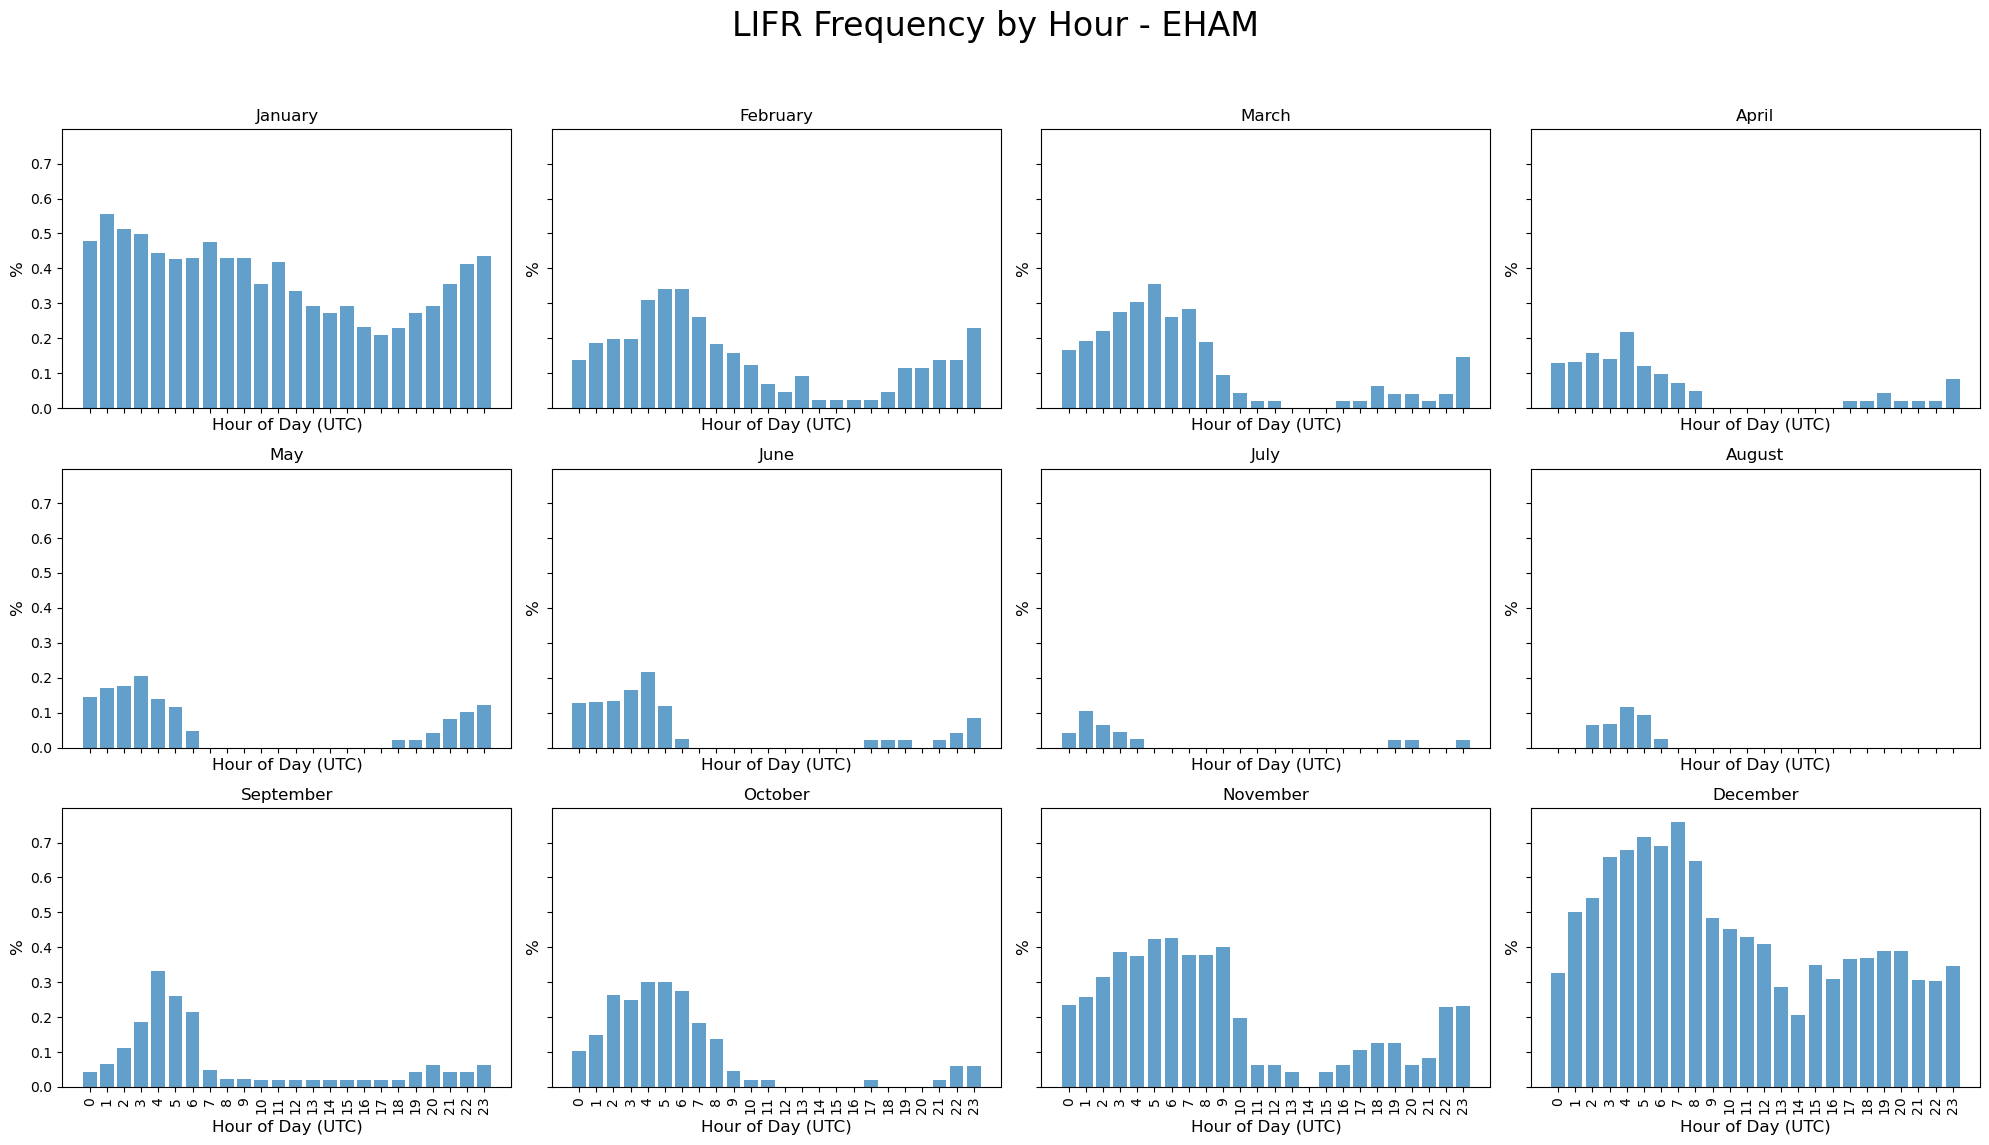 LIFR Frequency by Hour - EHAM
January
February
March
April
0.7
0.6
0.5
0.4
0.3
0.2
0.1
0.0
%
%
%
%
Hour of Day (UTC)
Hour of Day (UTC)
Hour of Day (UTC)
Hour of Day (UTC)
May
June
July
August
0.7
0.6
0.5
0.4
0.3
0.2
0.1
0.0
%
%
%
%
Hour of Day (UTC)
Hour of Day (UTC)
Hour of Day (UTC)
Hour of Day (UTC)
September
October
November
December
0.7
0.6
0.5
0.4
0.3
0.2
0.1
0.0
%
%
%
%
0 1 2 3 4 5 6 7 8 9 10 11 12 13 14 15 16 17 18 19 20 21 22 23
0 1 2 3 4 5 6 7 8 9 10 11 12 13 14 15 16 17 18 19 20 21 22 23
0 1 2 3 4 5 6 7 8 9 10 11 12 13 14 15 16 17 18 19 20 21 22 23
0 1 2 3 4 5 6 7 8 9 10 11 12 13 14 15 16 17 18 19 20 21 22 23
Hour of Day (UTC)
Hour of Day (UTC)
Hour of Day (UTC)
Hour of Day (UTC)